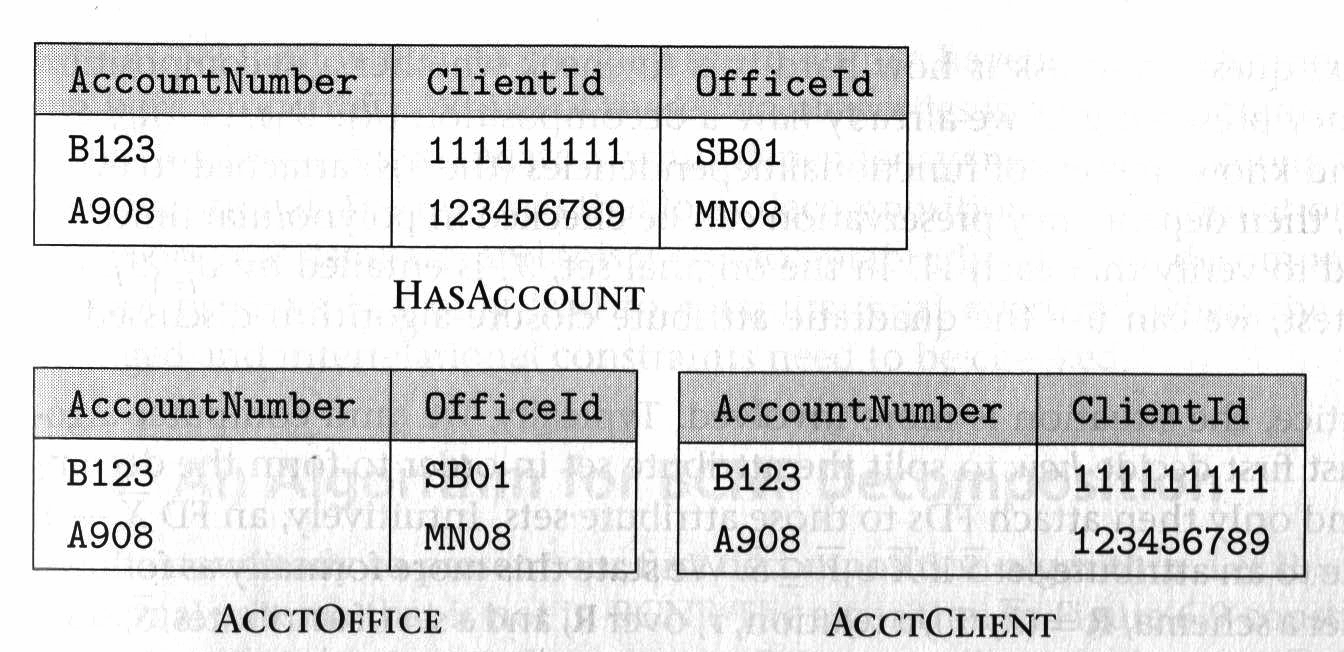 AccountNumber ClientId OfficeId
B123 111111111 SB01
A908 123456789 MN08
HASACCOUNT
AccountNumber OfficeId
B123 SB01
A908 MN08
ACCTOFFICE
AccountNumber ClientId
B123 111111111
A908 123456789
ACCTCLIENT